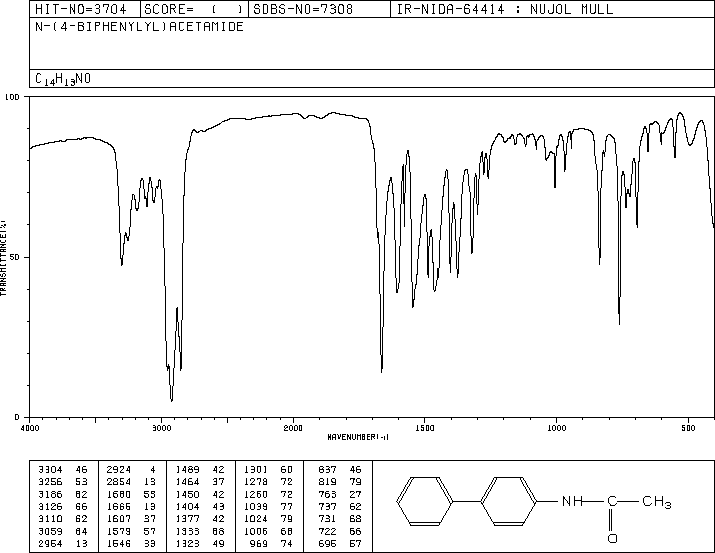 HIT-NO=3704 SCORE= ( ) SDBS-NO=7308 IR-NIDA-64414 : NUJOL MULL
N-(4-BIPHENYLYL)ACETAMIDE
C14H13NO
100
TRANSMITTANCE(%)
50
0
4000 3000 2000 1500 1000 500
WAVENUMBER(-1)
3304 46 2924 4 1489 42 1301 60 837 46
3256 53 2854 13 1464 37 1278 72 819 79
3186 62 1680 55 1450 42 1260 72 763 27
3126 66 1666 13 1404 43 1039 77 737 62
3110 62 1607 37 1377 42 1024 79 731 68
3059 64 1579 57 1333 68 1006 68 722 66
2954 13 1546 33 1323 49 969 74 696 57
NH C CH3
O